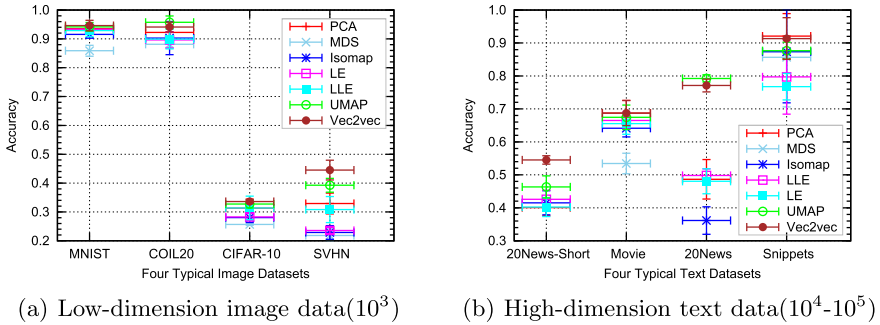 1.0
0.9
0.8
0.7
0.6
0.5
0.4
0.3
0.2
Accuracy
PCA
MDS
Isomap
LE
LLE
UMAP
Vec2vec
MNIST COIL20 CIFAR-10 SVHN
Four Typical Image Datasets
(a) Low-dimension image data(10³)
1.0
0.9
0.8
0.7
0.6
0.5
0.4
0.3
Accuracy
PCA
MDS
Isomap
LLE
LE
UMAP
Vec2vec
20News-Short Movie 20News Snippets
Four Typical Text Datasets
(b) High-dimension text data(10⁴-10⁵)